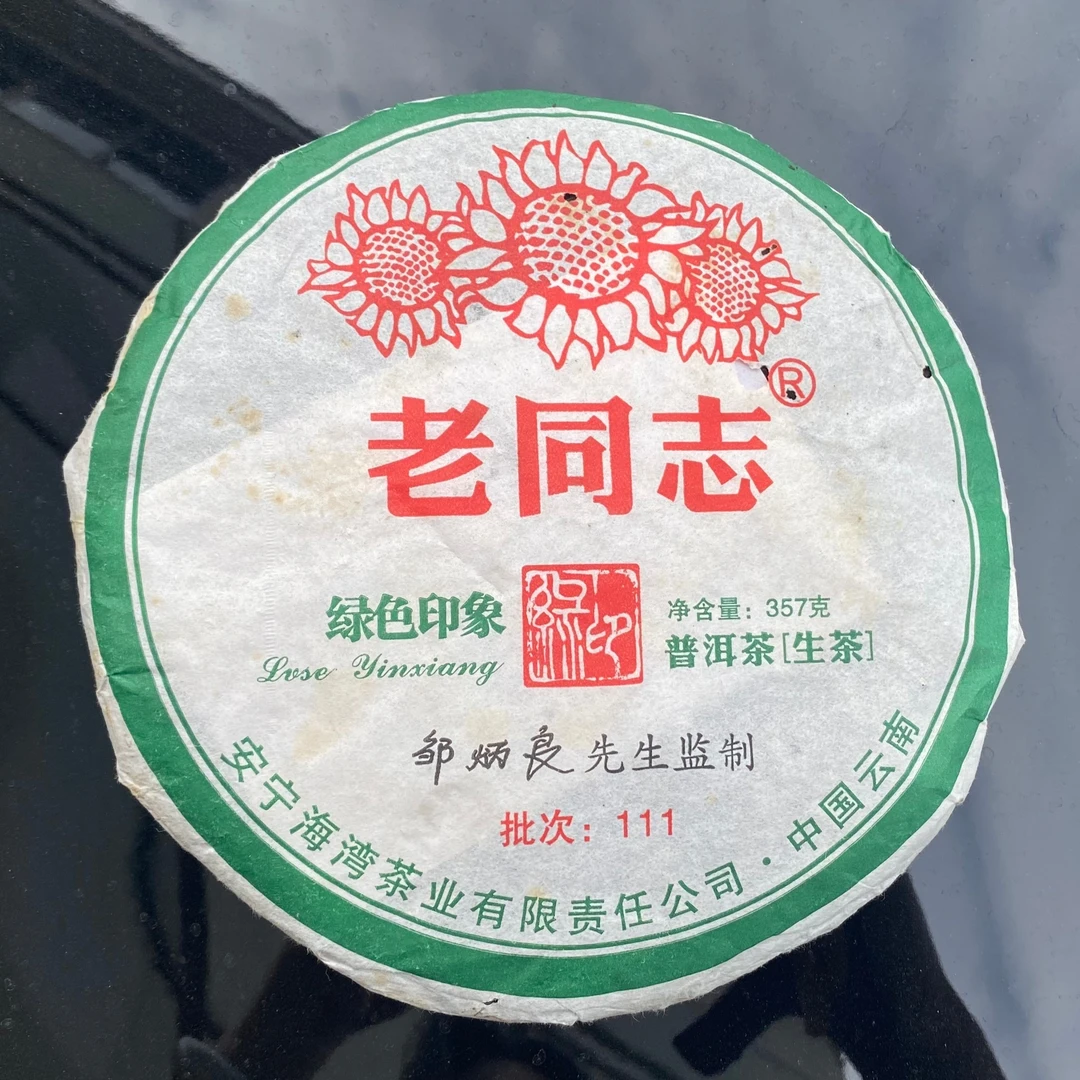 ®
老同志
绿色印象
Lvse Yinxiang
绿印
净含量：357克
普洱茶[生茶]
邹炳良先生监制
批次：111
安宁海湾茶业有限责任公司·中国云南